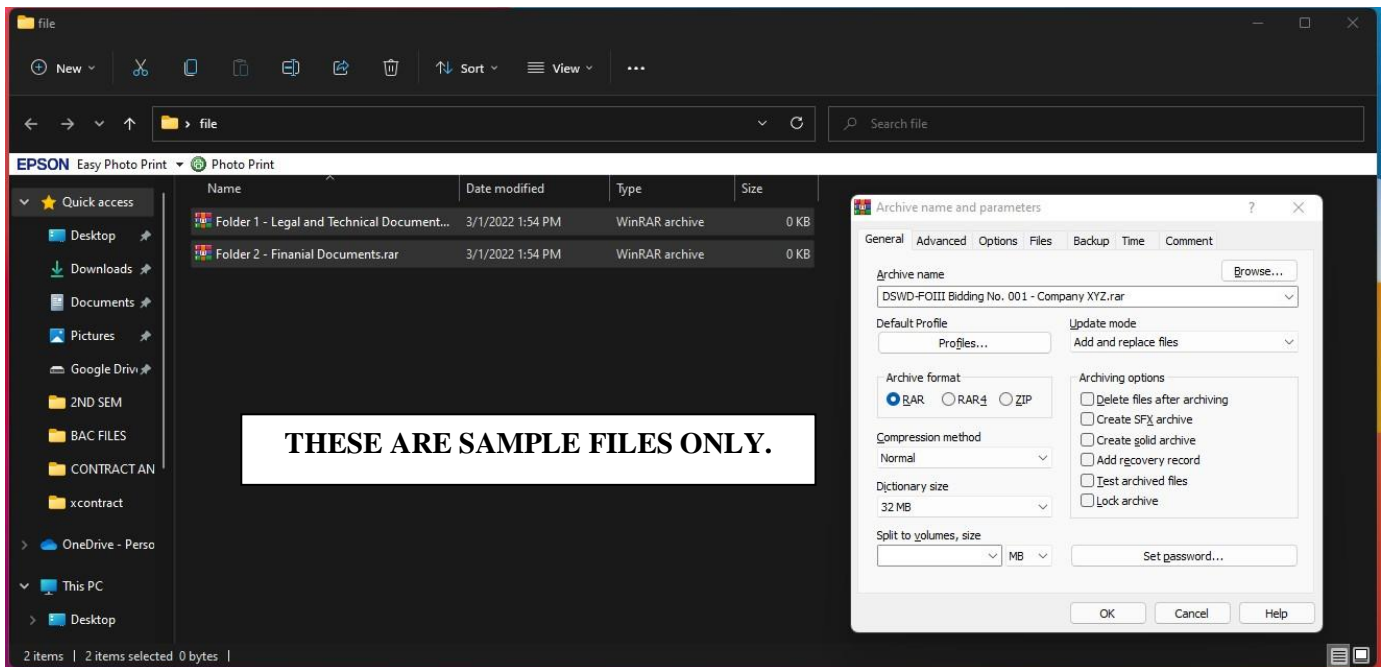 file
New
Sort
View
file
Search file
EPSON Easy Photo Print Photo Print
Name Date modified Type Size
Quick access
Desktop
Downloads
Documents
Pictures
Google Driv
2ND SEM
BAC FILES
CONTRACT AN
xcontract
OneDrive - Perso
This PC
Desktop
Folder 1 - Legal and Technical Document... 3/1/2022 1:54 PM WinRAR archive 0 KB
Folder 2 - Finanial Documents.rar 3/1/2022 1:54 PM WinRAR archive 0 KB
THESE ARE SAMPLE FILES ONLY.
Archive name and parameters ?
General Advanced Options Files Backup Time Comment
Archive name
Browse...
DSWD-FOIII Bidding No. 001 - Company XYZ.rar
Default Profile
Profiles...
Update mode
Add and replace files
Archive format
RAR RAR4 ZIP
Compression method
Normal
Dictionary size
32 MB
Split to volumes, size
MB
Archiving options
Delete files after archiving
Create SFX archive
Create solid archive
Add recovery record
Test archived files
Lock archive
Set password...
OK Cancel Help
2 items | 2 items selected 0 bytes |